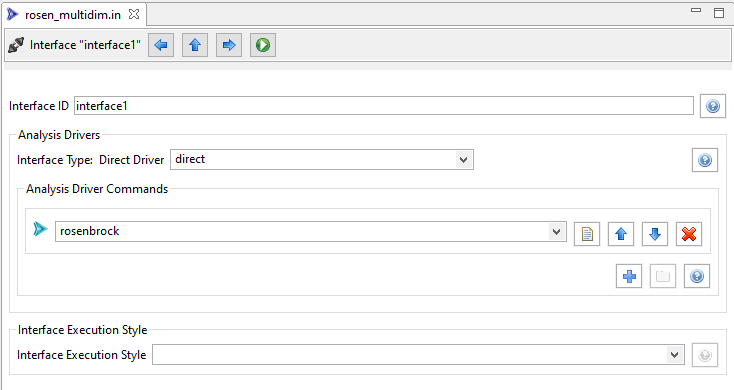 rosen_multidim.in
Interface "interface1"
Interface ID interface1
Analysis Drivers
Interface Type: Direct Driver direct
Analysis Driver Commands
rosenbrock
Interface Execution Style
Interface Execution Style